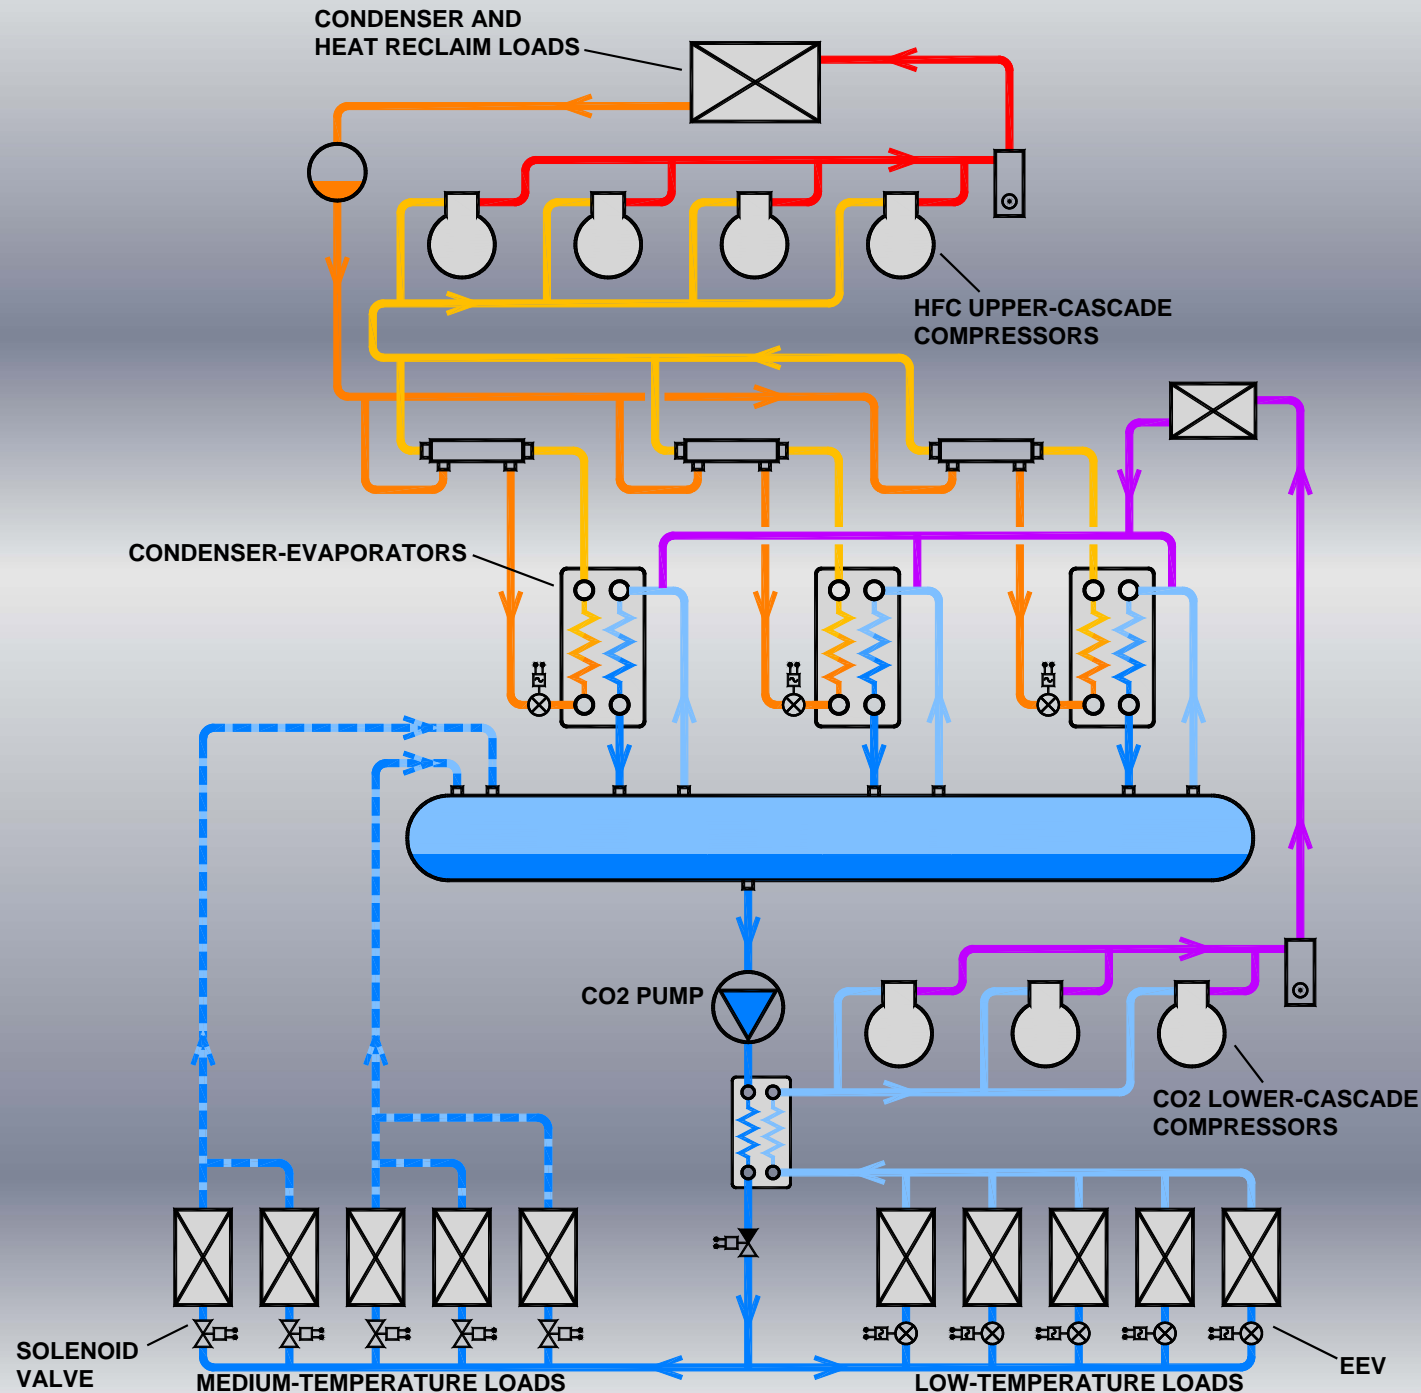 CONDENSER AND
HEAT RECLAIM LOADS
HFC UPPER-CASCADE
COMPRESSORS
CONDENSER-EVAPORATORS
CO2 PUMP
CO2 LOWER-CASCADE
COMPRESSORS
SOLENOID
VALVE
MEDIUM-TEMPERATURE LOADS
LOW-TEMPERATURE LOADS
EEV